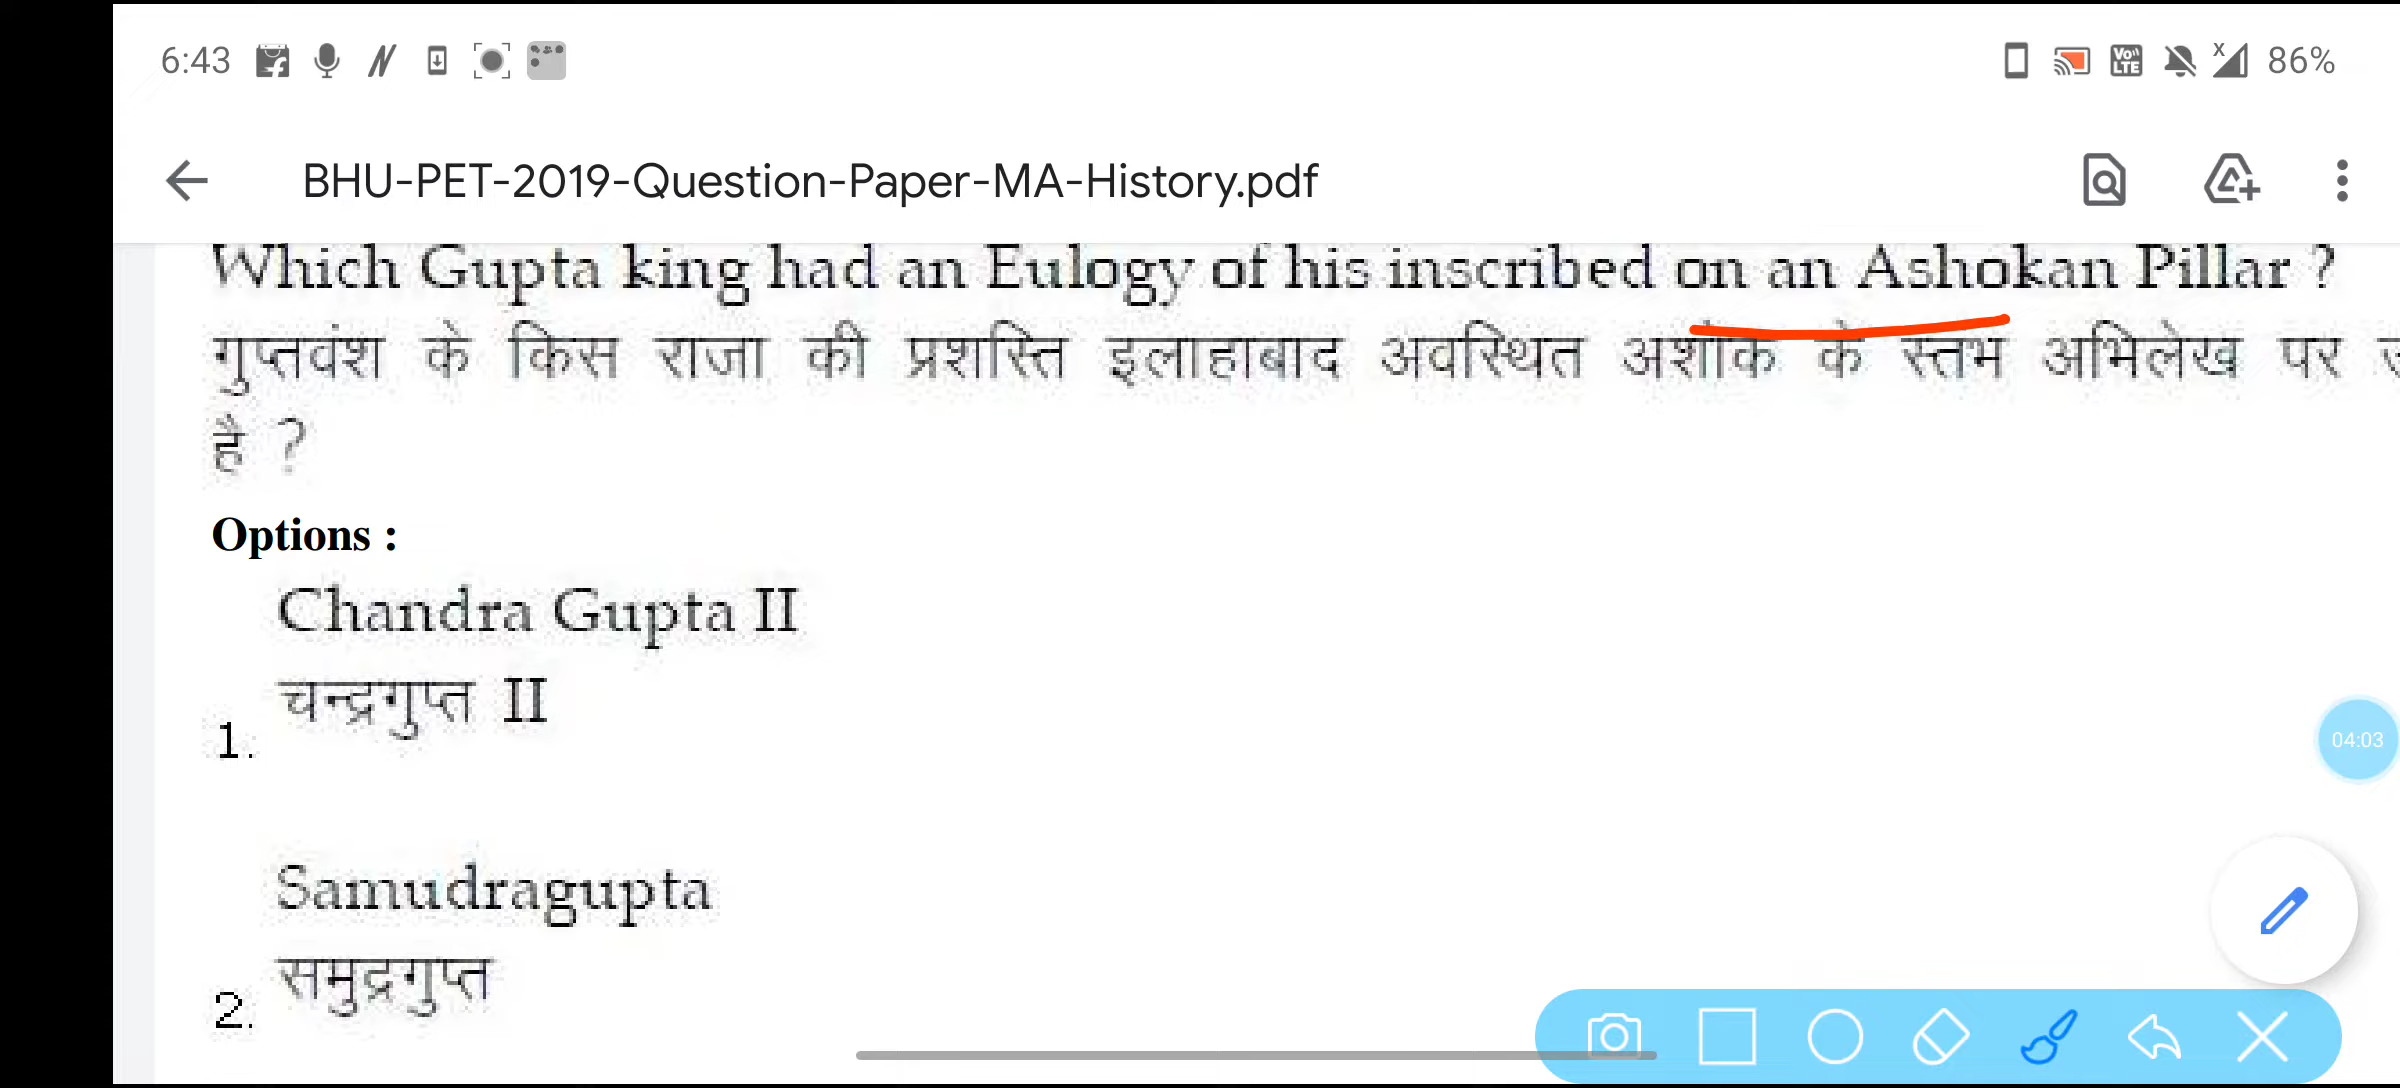 6:43
86%
BHU-PET-2019-Question-Paper-MA-History.pdf
Which Gupta king had an Eulogy of his inscribed on an Ashokan Pillar ?
गुप्तवंश के किस राजा की प्रशस्ति इलाहाबाद अवस्थित अशोक के स्तंभ अभिलेख पर
है ?
Options :
Chandra Gupta II
चन्द्रगुप्त II
1.
04:03
Samudragupta
समुद्रगुप्त
2.